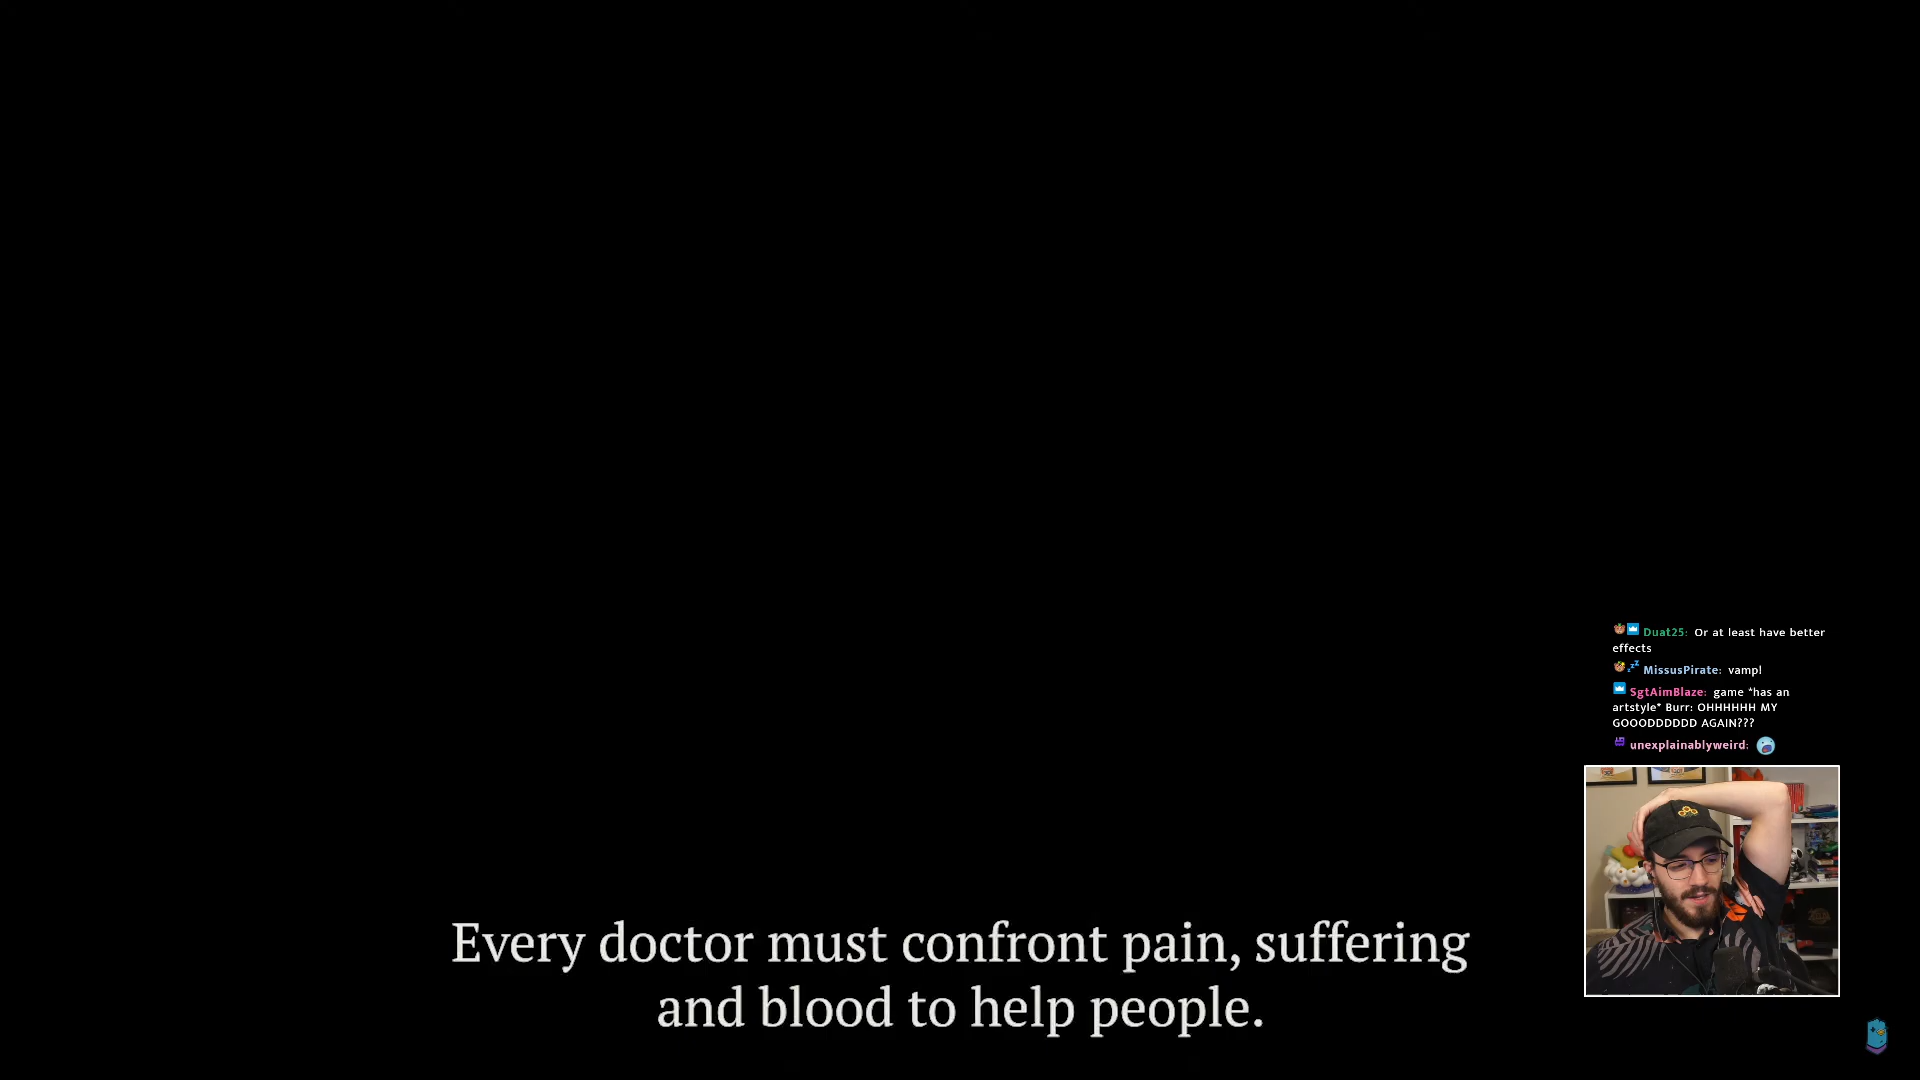 Duat25: Or at least have better
effects
MissusPirate: vamp!
SgtAimBlaze: game *has an
artstyle* Burr: OHHHHHH MY
GOOODDDDDD AGAIN???
unexplainablyweird:
Every doctor must confront pain, suffering
and blood to help people.